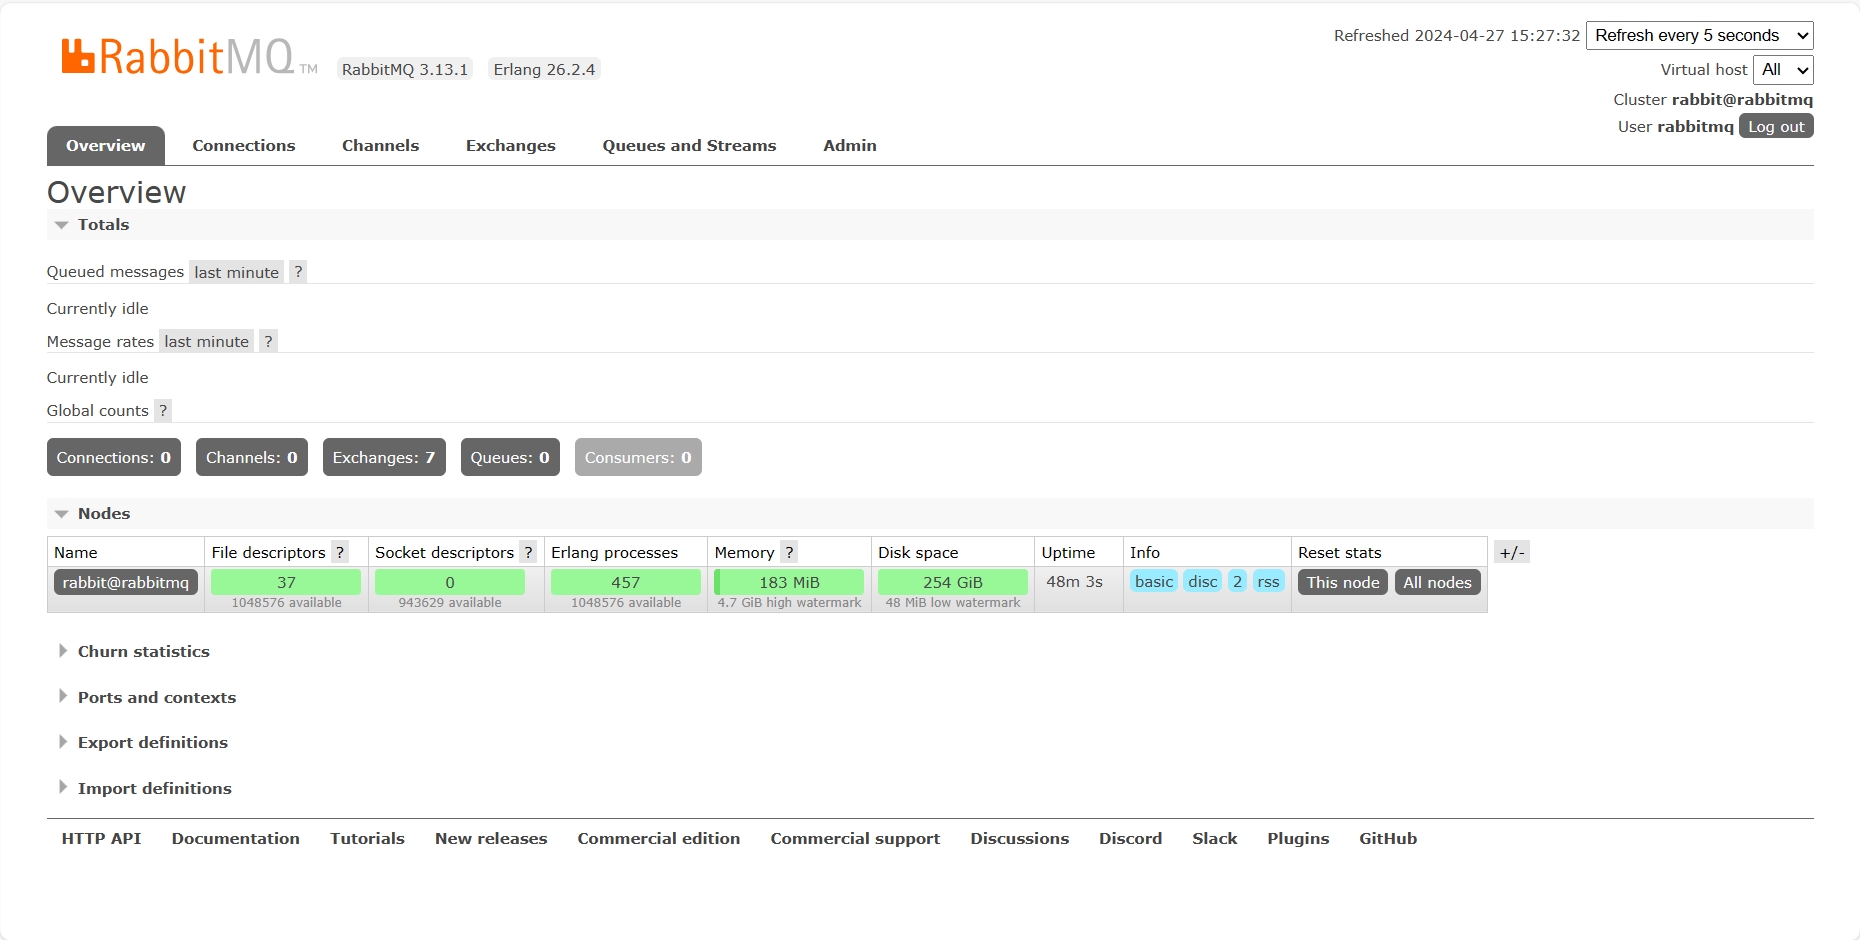 RabbitMQ TM RabbitMQ 3.13.1 Erlang 26.2.4
Refreshed 2024-04-27 15:27:32 Refresh every 5 seconds
Virtual host All
Cluster rabbit@rabbitmq
User rabbitmq Log out
Overview Connections Channels Exchanges Queues and Streams Admin
Overview
Totals
Queued messages last minute ?
Currently idle
Message rates last minute ?
Currently idle
Global counts ?
Connections: 0 Channels: 0 Exchanges: 7 Queues: 0 Consumers: 0
Nodes
Name File descriptors ? Socket descriptors ? Erlang processes Memory ? Disk space Uptime Info Reset stats +/-
rabbit@rabbitmq 37 0 457 183 MiB 254 GiB 48m 3s basic disc 2 rss This node All nodes
1048576 available 943629 available 1048576 available 4.7 GiB high watermark 48 MiB low watermark
Churn statistics
Ports and contexts
Export definitions
Import definitions
HTTP API Documentation Tutorials New releases Commercial edition Commercial support Discussions Discord Slack Plugins GitHub